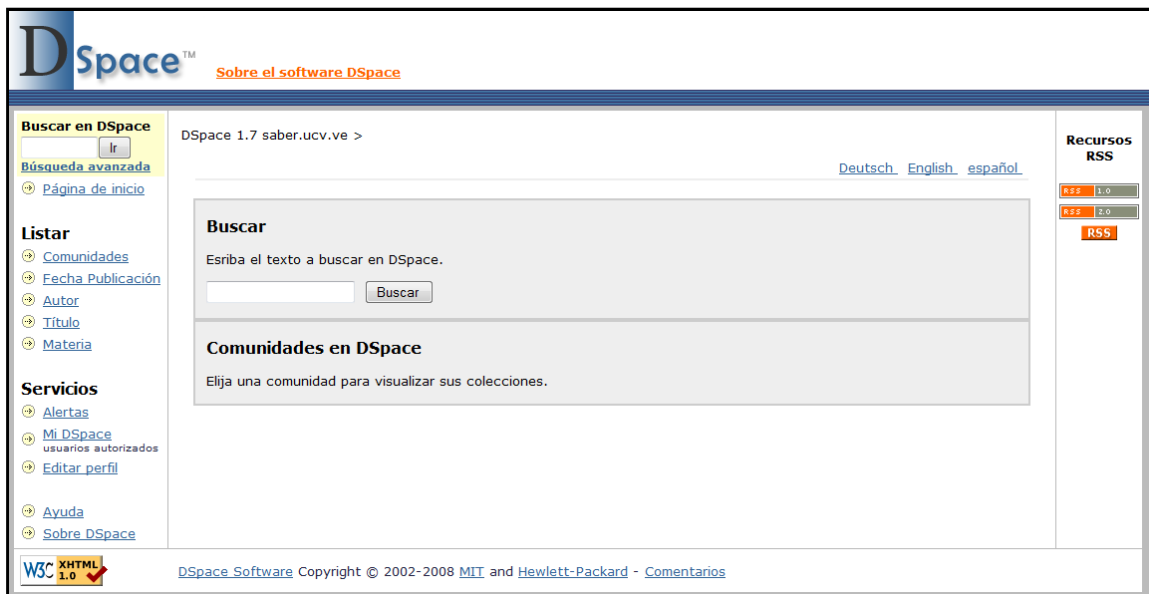 DSpace™
Sobre el software DSpace
Buscar en DSpace
Ir
Búsqueda avanzada
Página de inicio
Listar
Comunidades
Fecha Publicación
Autor
Título
Materia
Servicios
Alertas
Mi DSpace
usuarios autorizados
Editar perfil
Ayuda
Sobre DSpace
DSpace 1.7 saber.ucv.ve >
Deutsch English español
Buscar
Esriba el texto a buscar en DSpace.
Buscar
Comunidades en DSpace
Elija una comunidad para visualizar sus colecciones.
Recursos
RSS
RSS 1.0
RSS 2.0
RSS
W3C XHTML
1.0
DSpace Software Copyright © 2002-2008 MIT and Hewlett-Packard - Comentarios